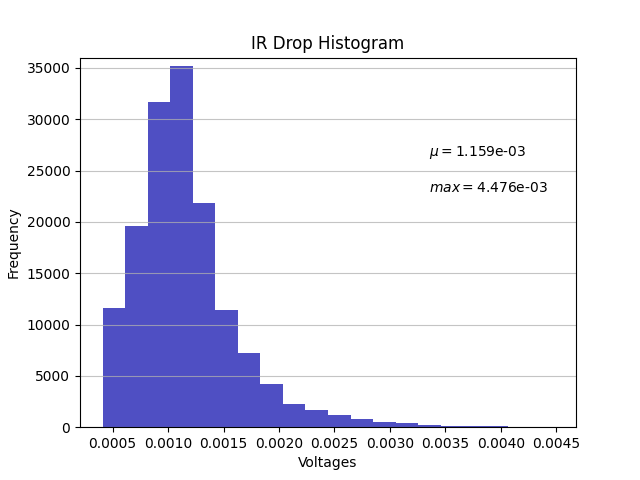 IR Drop Histogram
35000
30000
25000
20000
15000
10000
5000
0
Frequency
μ = 1.159e-03
max = 4.476e-03
0.0005 0.0010 0.0015 0.0020 0.0025 0.0030 0.0035 0.0040 0.0045
Voltages